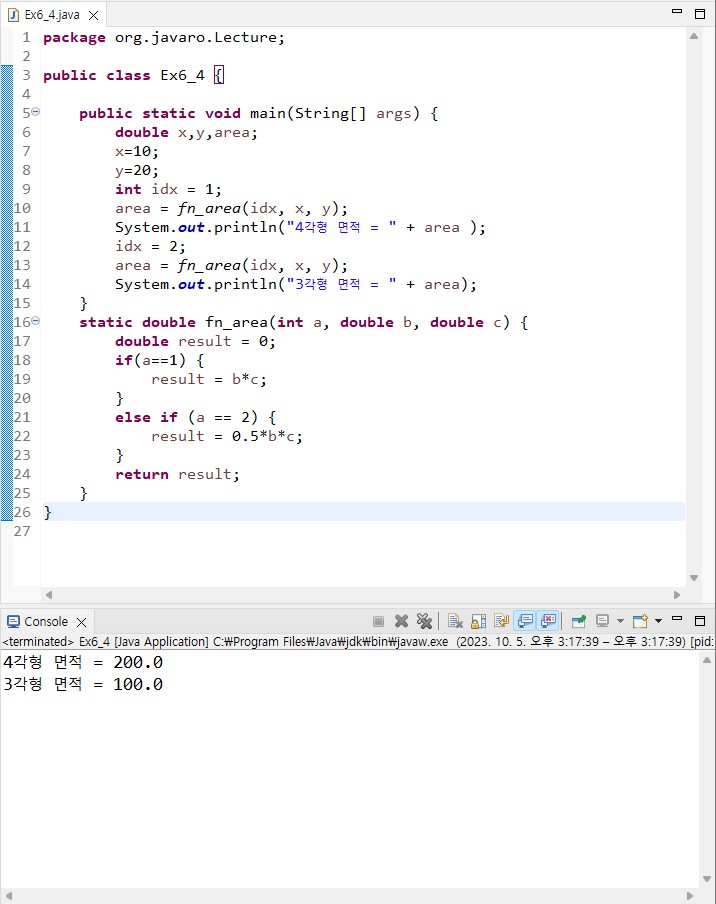 Ex6_4.java
1 package org.javaro.Lecture;
2
3 public class Ex6_4 {
4
5     public static void main(String[] args) {
6         double x,y,area;
7         x=10;
8         y=20;
9         int idx = 1;
10         area = fn_area(idx, x, y);
11         System.out.println("4각형 면적 = " + area );
12         idx = 2;
13         area = fn_area(idx, x, y);
14         System.out.println("3각형 면적 = " + area);
15     }
16     static double fn_area(int a, double b, double c) {
17         double result = 0;
18         if(a==1) {
19             result = b*c;
20         }
21         else if (a == 2) {
22             result = 0.5*b*c;
23         }
24         return result;
25     }
26 }
27
Console
<terminated> Ex6_4 [Java Application] C:₩Program Files₩Java₩jdk₩bin₩javaw.exe (2023. 10. 5. 오후 3:17:39 – 오후 3:17:39) [pid:
4각형 면적 = 200.0
3각형 면적 = 100.0